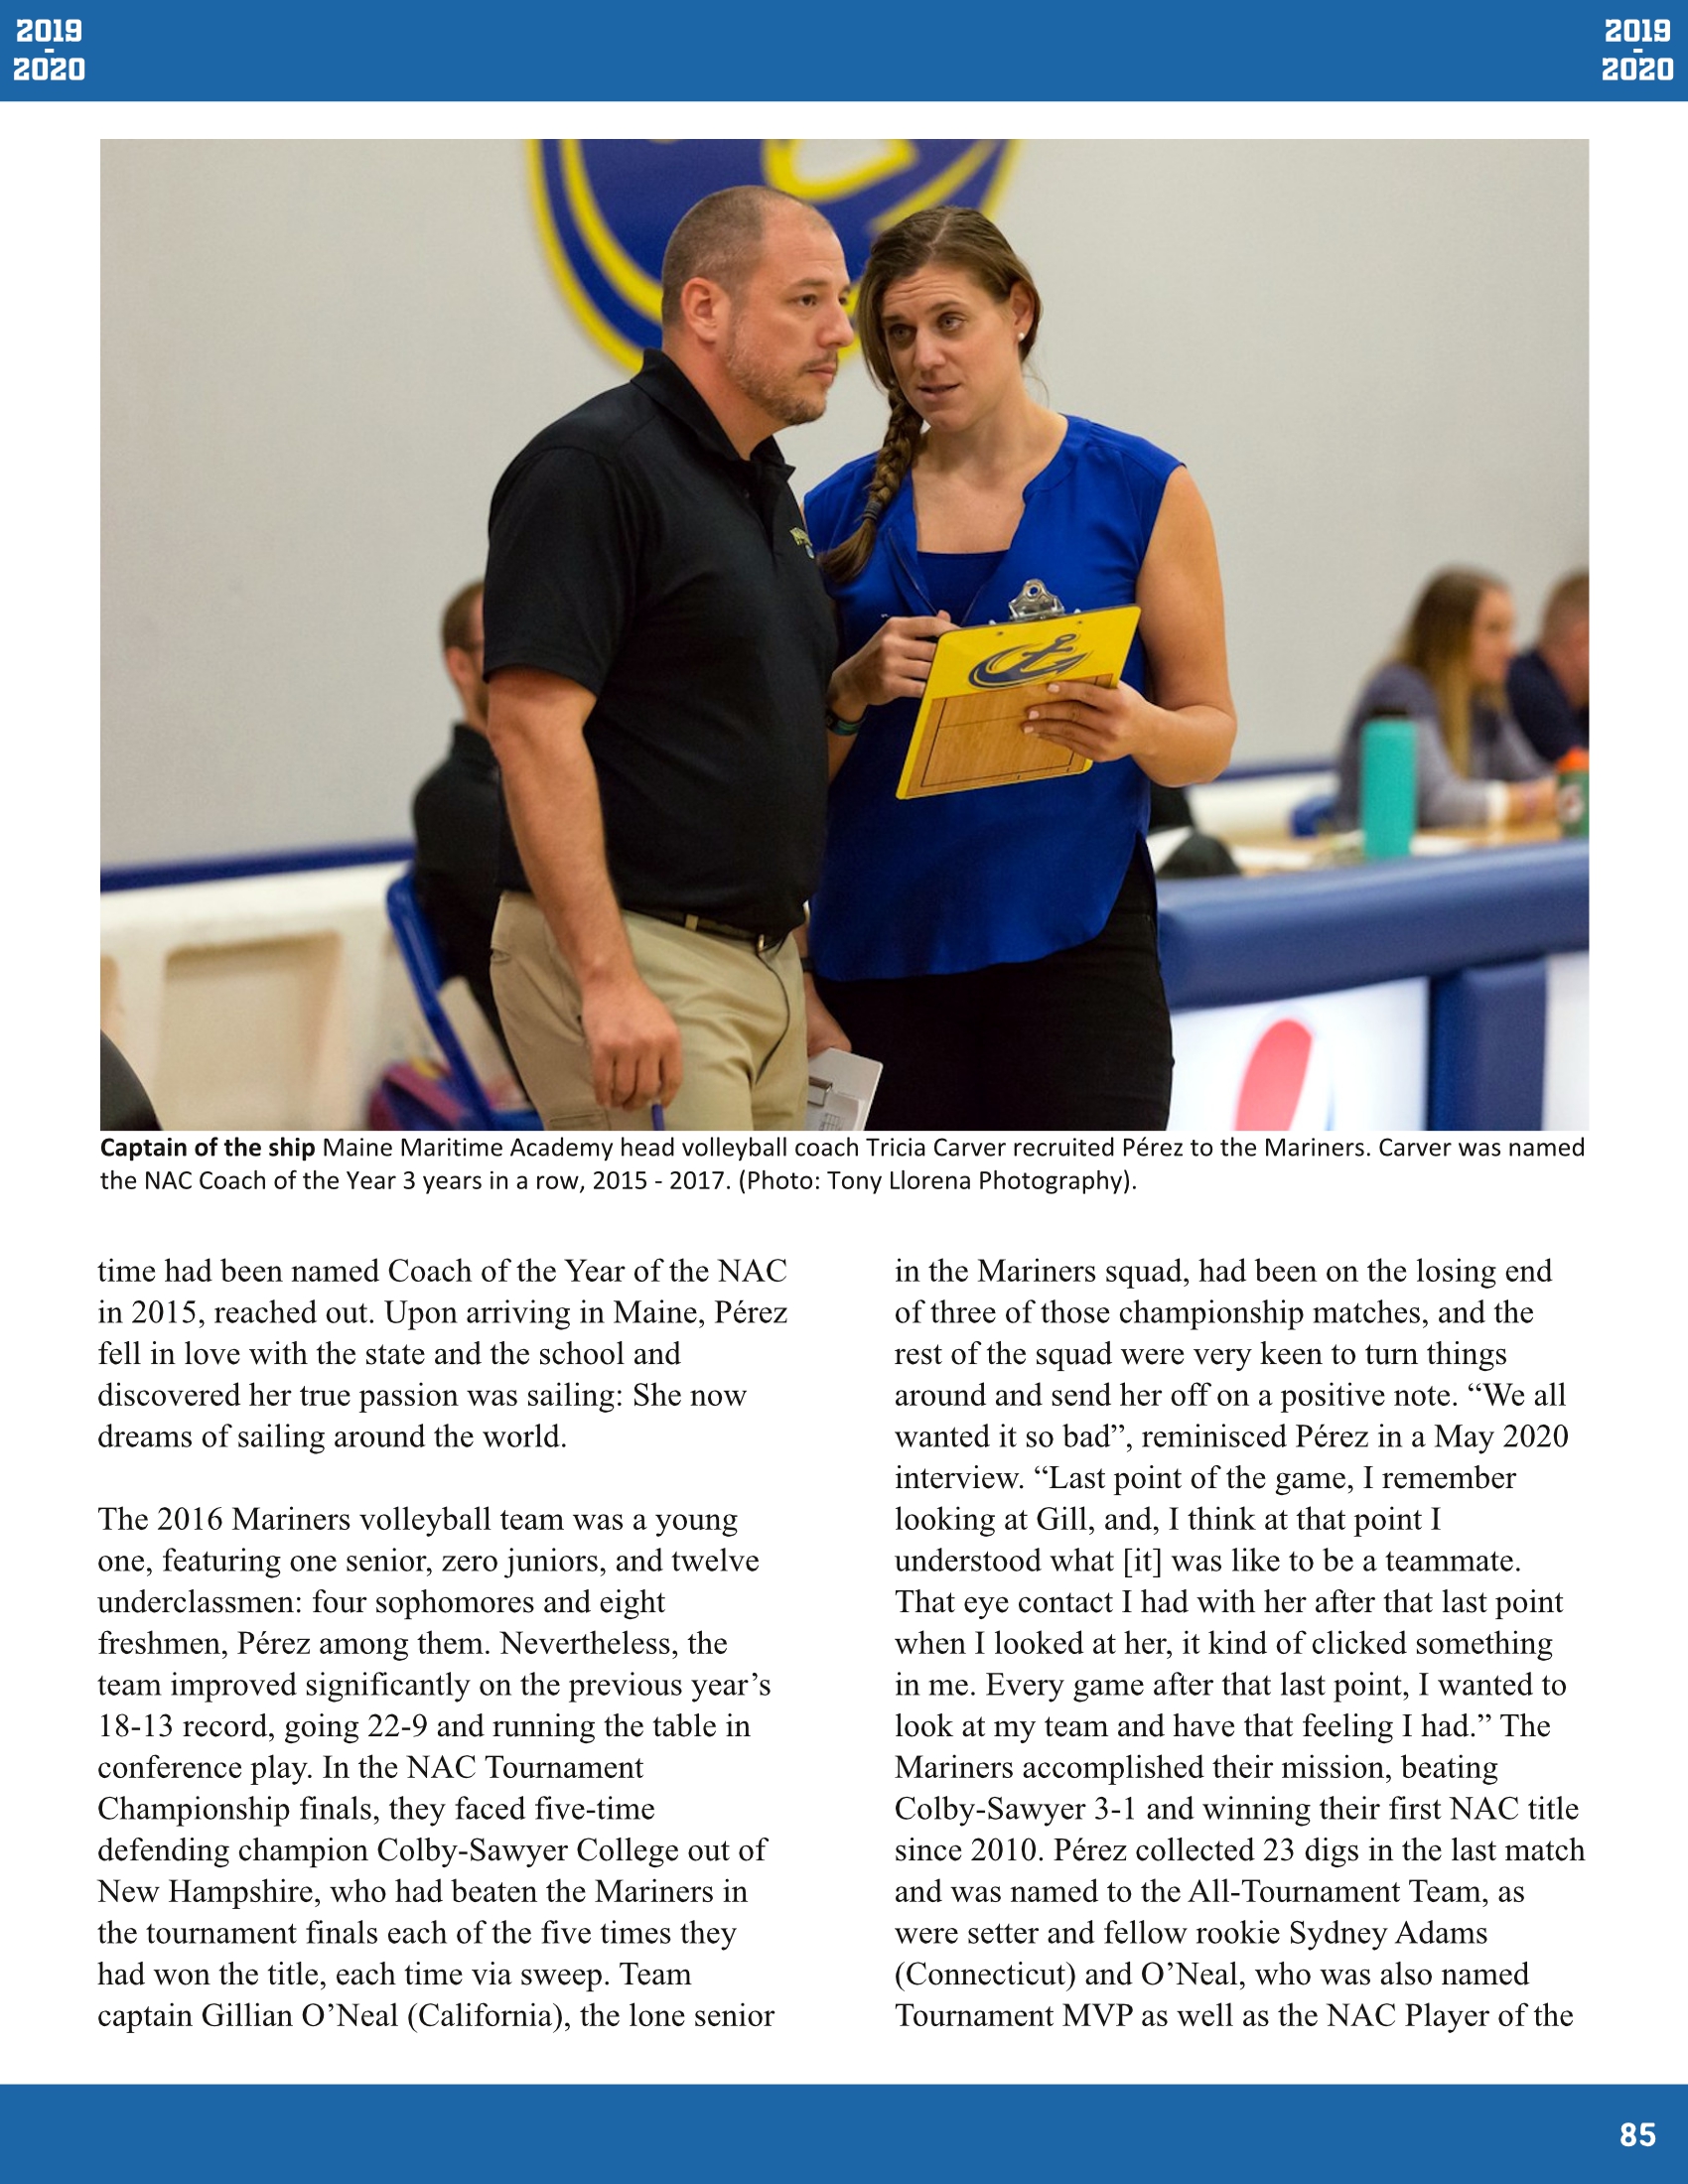 2019
-
2020
2019
-
2020
Captain of the ship Maine Maritime Academy head volleyball coach Tricia Carver recruited Pérez to the Mariners. Carver was named
the NAC Coach of the Year 3 years in a row, 2015 - 2017. (Photo: Tony Llorena Photography).
time had been named Coach of the Year of the NAC
in 2015, reached out. Upon arriving in Maine, Pérez
fell in love with the state and the school and
discovered her true passion was sailing: She now
dreams of sailing around the world.
The 2016 Mariners volleyball team was a young
one, featuring one senior, zero juniors, and twelve
underclassmen: four sophomores and eight
freshmen, Pérez among them. Nevertheless, the
team improved significantly on the previous year’s
18-13 record, going 22-9 and running the table in
conference play. In the NAC Tournament
Championship finals, they faced five-time
defending champion Colby-Sawyer College out of
New Hampshire, who had beaten the Mariners in
the tournament finals each of the five times they
had won the title, each time via sweep. Team
captain Gillian O’Neal (California), the lone senior
in the Mariners squad, had been on the losing end
of three of those championship matches, and the
rest of the squad were very keen to turn things
around and send her off on a positive note. “We all
wanted it so bad”, reminisced Pérez in a May 2020
interview. “Last point of the game, I remember
looking at Gill, and, I think at that point I
understood what [it] was like to be a teammate.
That eye contact I had with her after that last point
when I looked at her, it kind of clicked something
in me. Every game after that last point, I wanted to
look at my team and have that feeling I had.” The
Mariners accomplished their mission, beating
Colby-Sawyer 3-1 and winning their first NAC title
since 2010. Pérez collected 23 digs in the last match
and was named to the All-Tournament Team, as
were setter and fellow rookie Sydney Adams
(Connecticut) and O’Neal, who was also named
Tournament MVP as well as the NAC Player of the
85